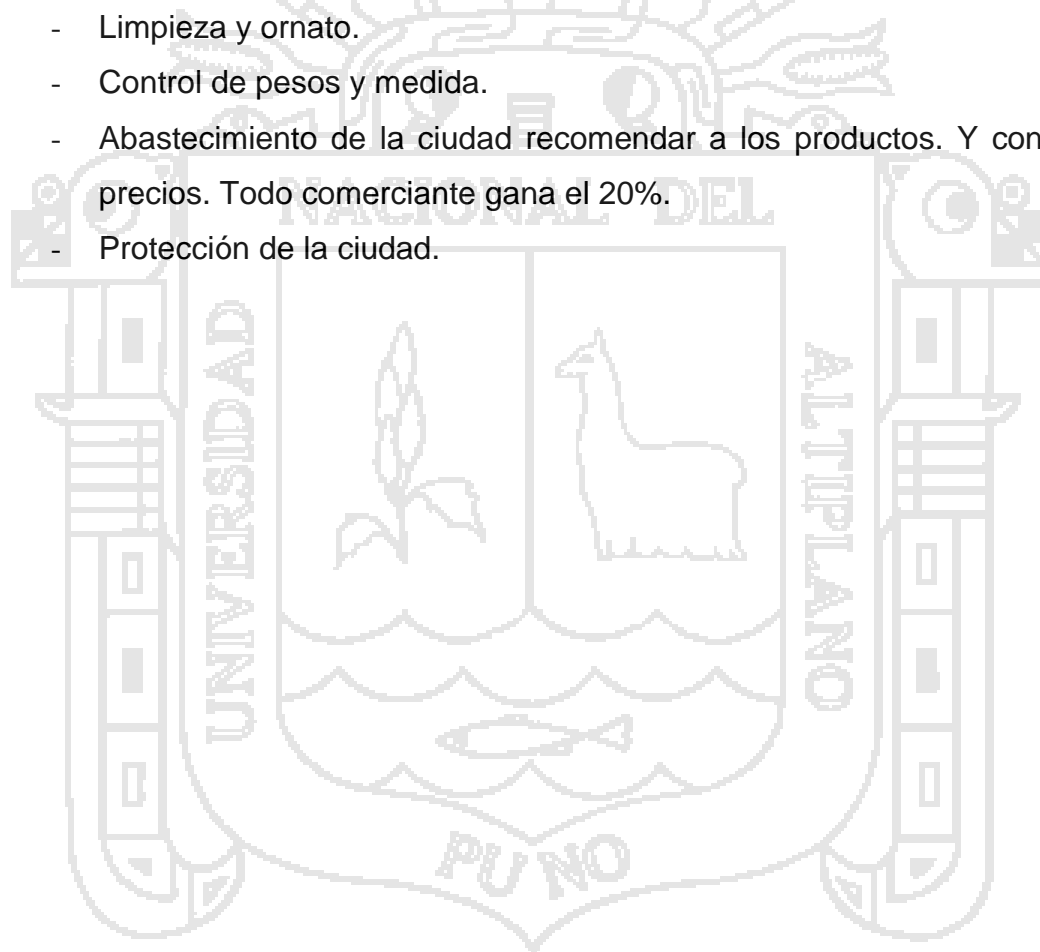 - Limpieza y ornato.
- Control de pesos y medida.
- Abastecimiento de la ciudad recomendar a los productos. Y con
precios. Todo comerciante gana el 20%.
- Protección de la ciudad.
NACIONAL DEL
UNIVERSIDAD
ALTIPLANO
PUNO